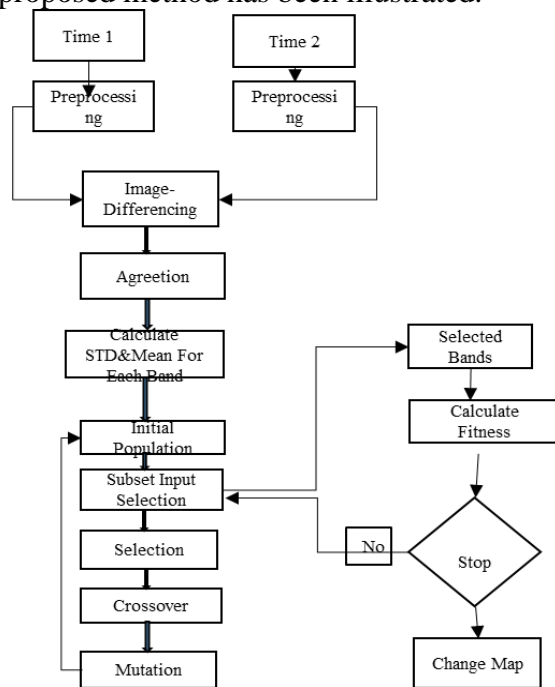 proposed method has been illustrated.
Time 1
Time 2
Preprocessi
ng
Preprocessi
ng
Image-
Differencing
Agreetion
Calculate
STD&Mean For
Each Band
Selected
Bands
Calculate
Fitness
Initial
Population
Subset Input
Selection
Selection
No
Stop
Crossover
Mutation
Change Map